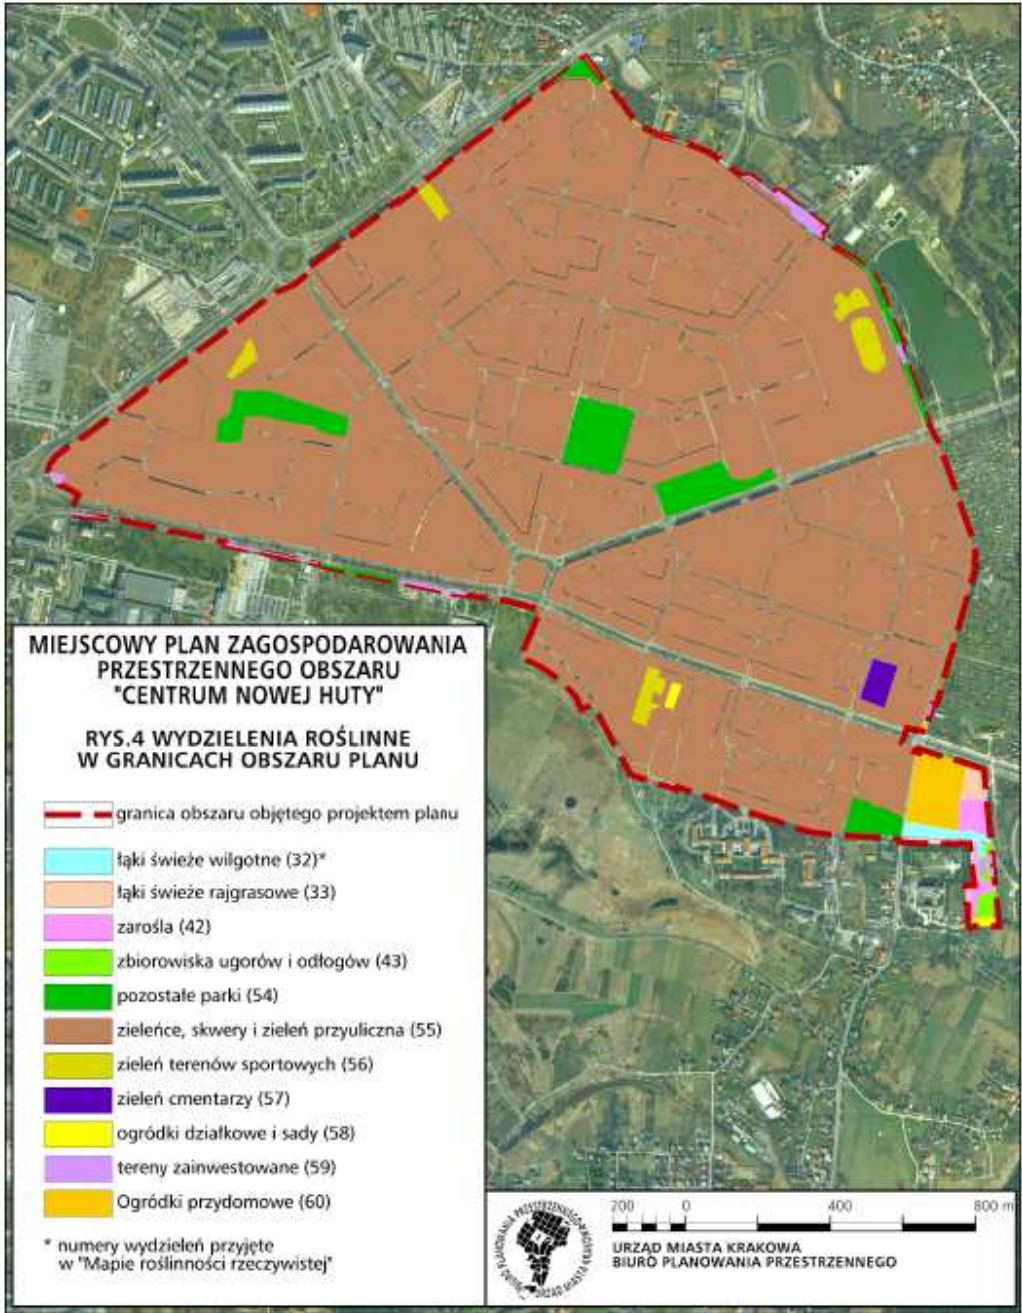 MIEJSCOWY PLAN ZAGOSPODAROWANIA
PRZESTRZENNEGO OBSZARU
"CENTRUM NOWEJ HUTY"
RYS.4 WYDZIELENIA ROŚLINNE
W GRANICACH OBSZARU PLANU
granica obszaru objętego projektem planu
łąki świeże wilgotne (32)*
łąki świeże rajgrasowe (33)
zarośla (42)
zbiorowiska ugorów i odłogów (43)
pozostałe parki (54)
zieleńce, skwery i zieleń przyuliczna (55)
zieleń terenów sportowych (56)
zieleń cmentarzy (57)
ogródki działkowe i sady (58)
tereny zainwestowane (59)
Ogródki przydomowe (60)
* numery wydzieleń przyjęte
w "Mapie roślinności rzeczywistej"
200 0 400 800 m
URZĄD MIASTA KRAKOWA
BIURO PLANOWANIA PRZESTRZENNEGO